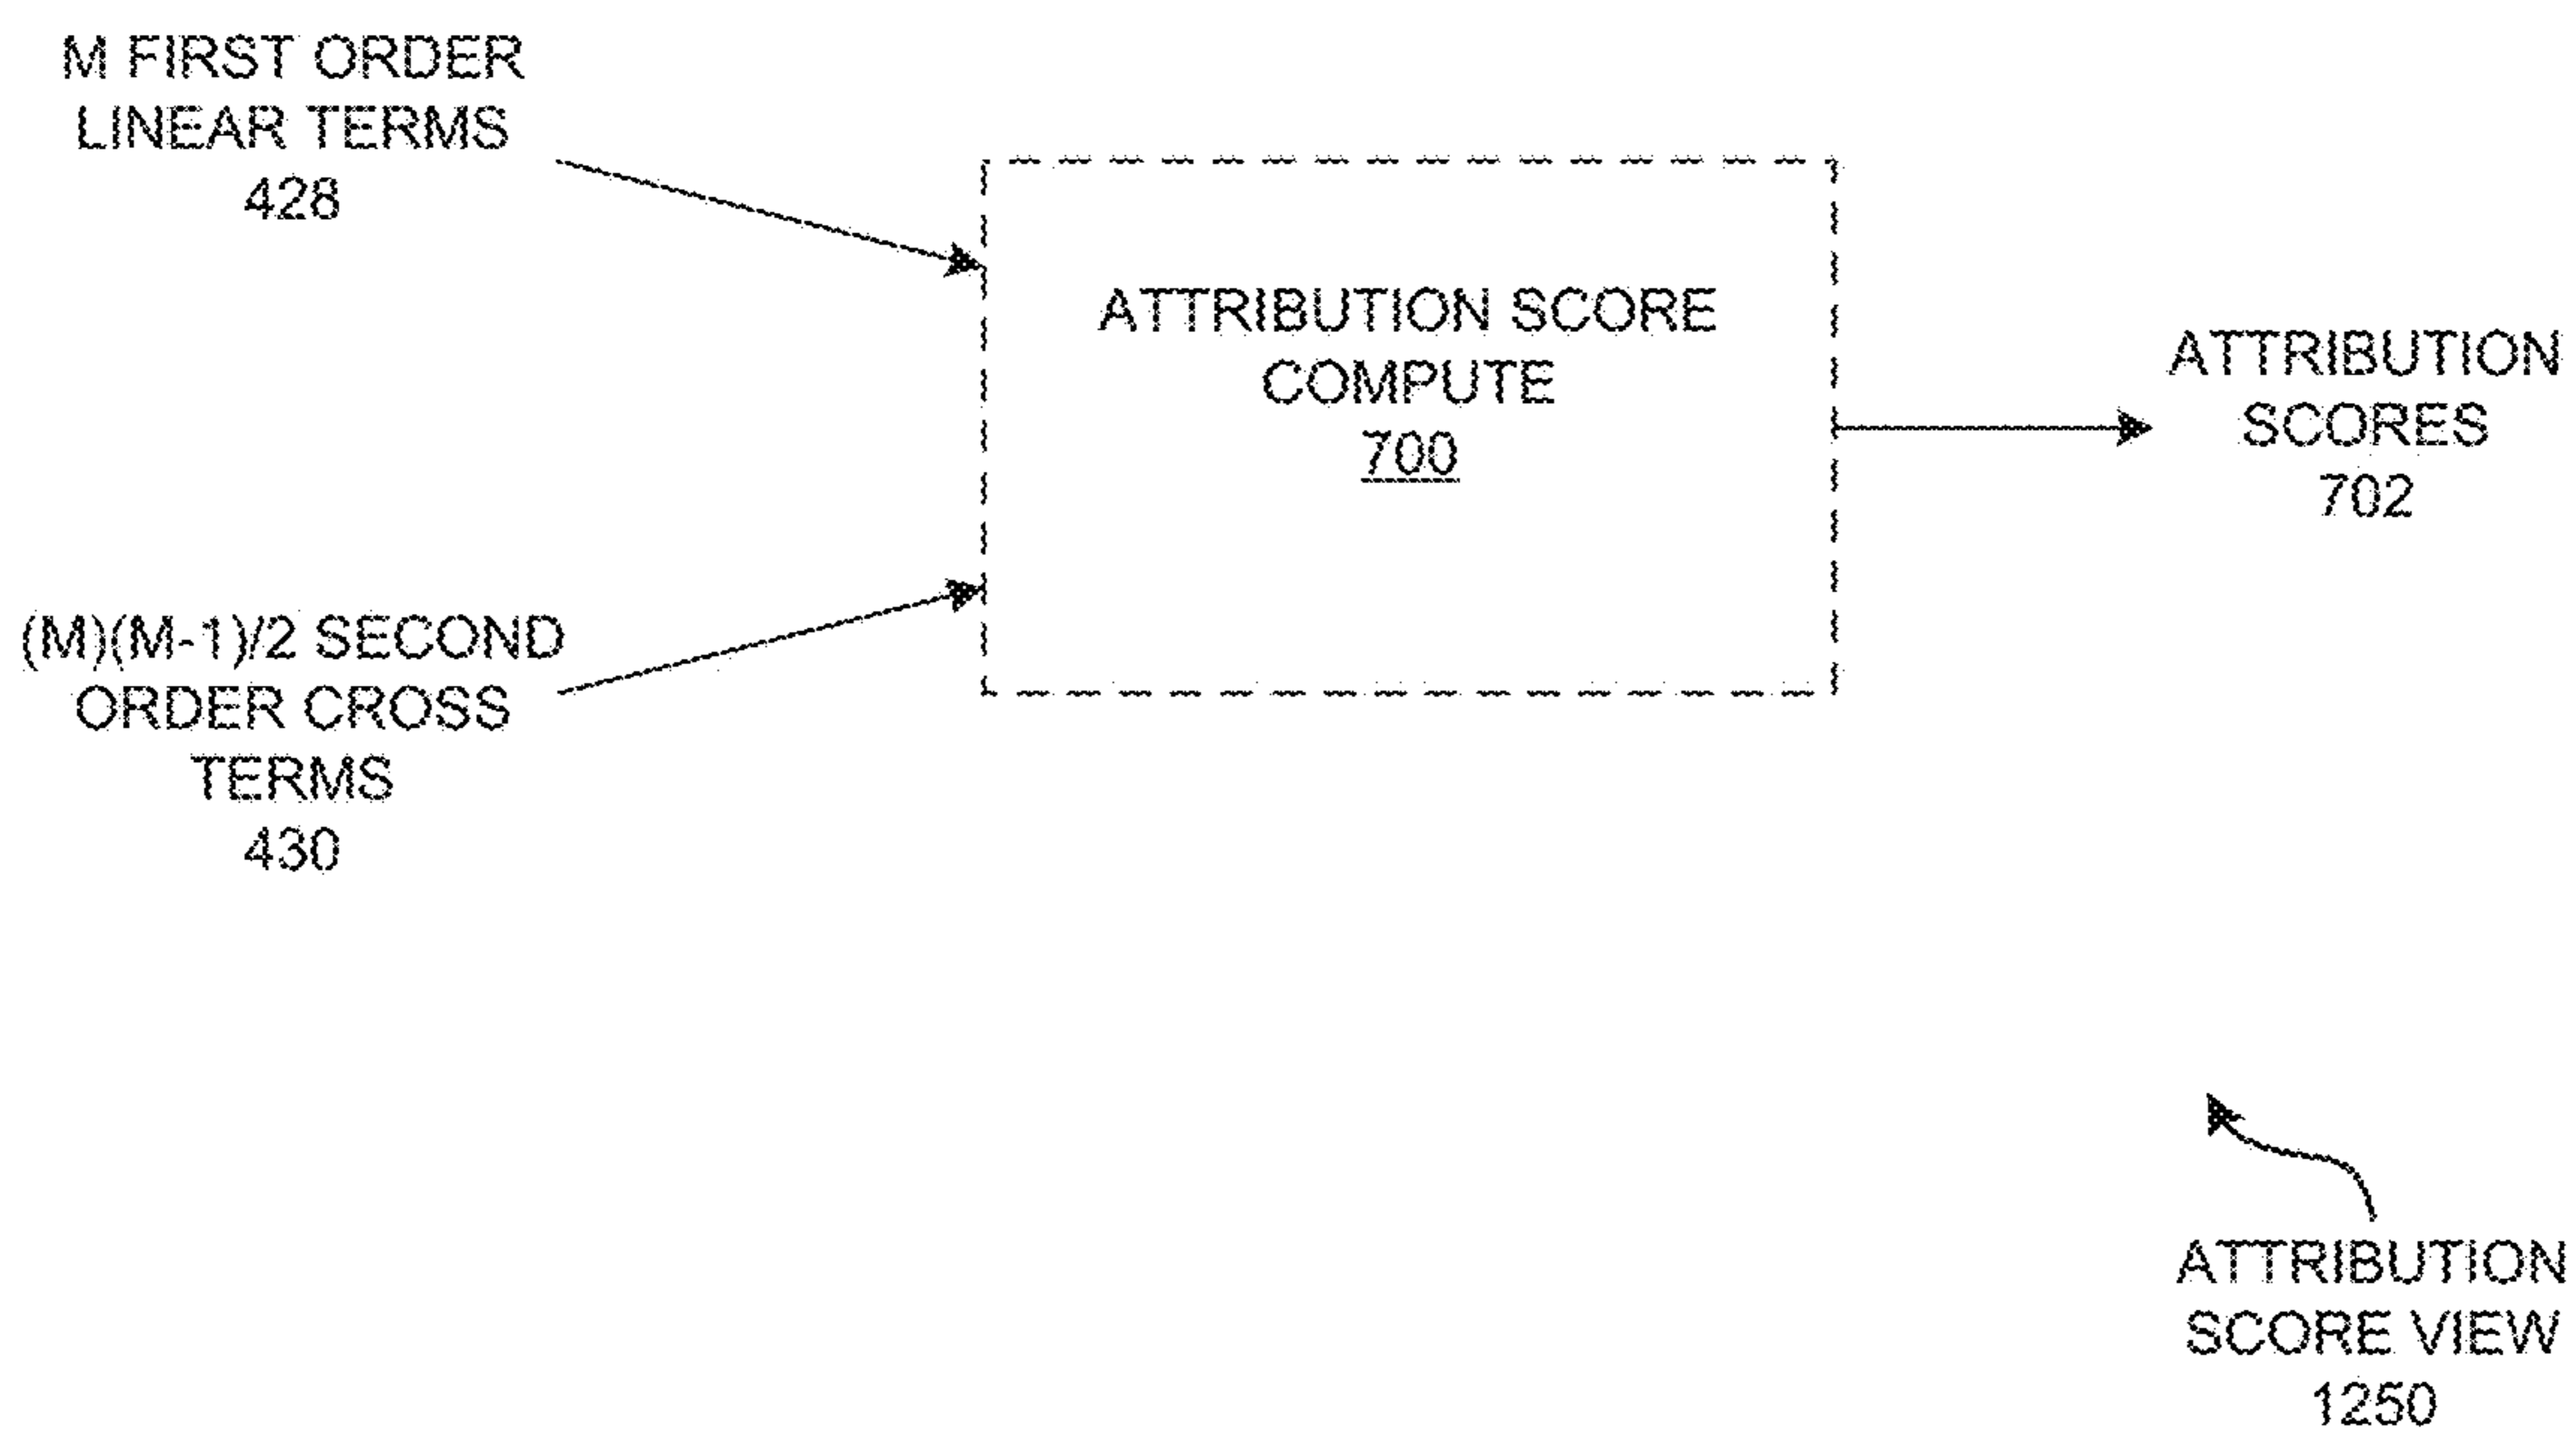 M FIRST ORDER
LINEAR TERMS
428
(M)(M-1)/2 SECOND
ORDER CROSS
TERMS
430
ATTRIBUTION SCORE
COMPUTE
700
ATTRIBUTION
SCORES
702
ATTRIBUTION
SCORE VIEW
1250